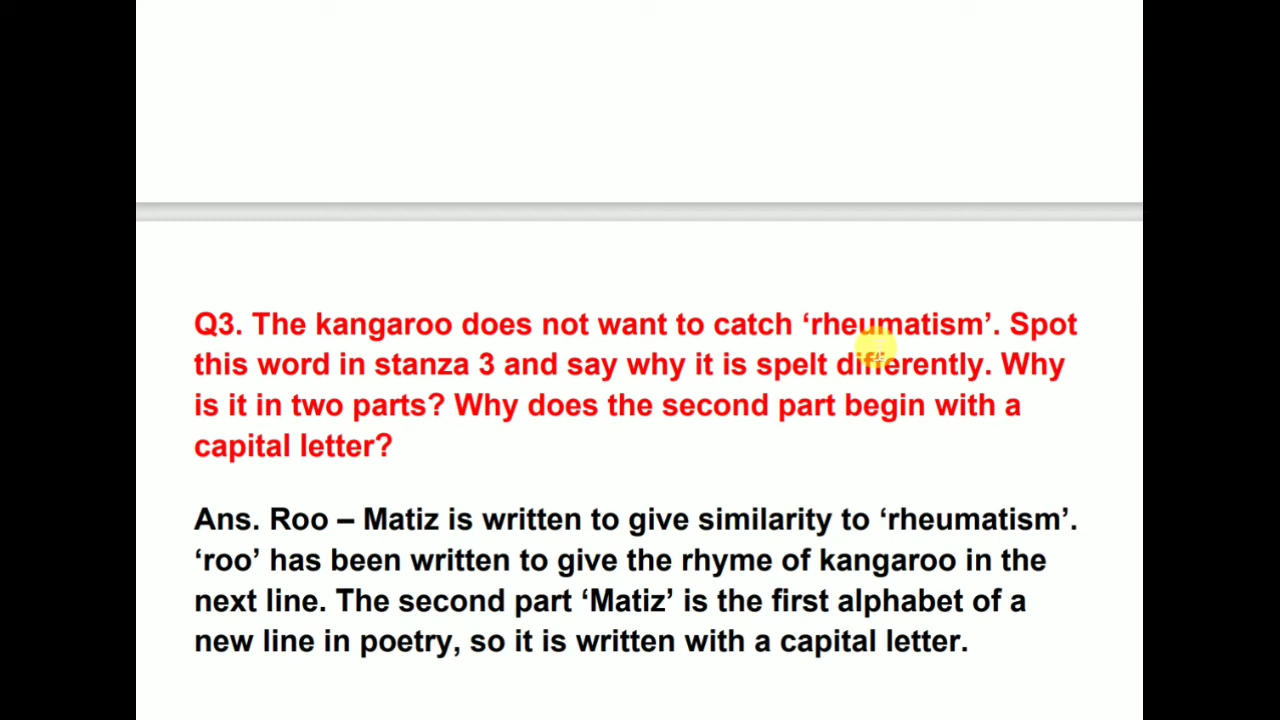 Q3. The kangaroo does not want to catch ‘rheumatism’. Spot
this word in stanza 3 and say why it is spelt differently. Why
is it in two parts? Why does the second part begin with a
capital letter?
Ans. Roo – Matiz is written to give similarity to ‘rheumatism’.
‘roo’ has been written to give the rhyme of kangaroo in the
next line. The second part ‘Matiz’ is the first alphabet of a
new line in poetry, so it is written with a capital letter.